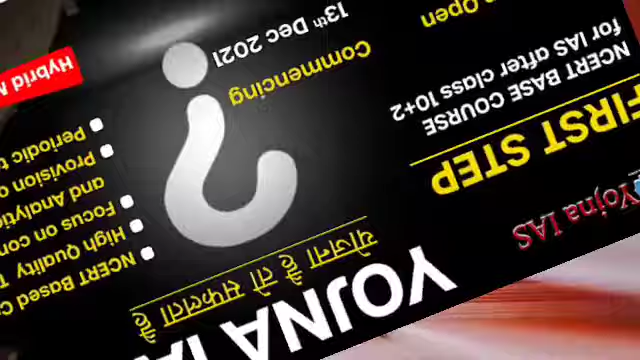 YOJNA IA
योजना है तो सफलता है
Yojna IAS
FIRST STEP
NCERT BASE COURSE
for IAS after class 10+2
Open
Commencing
13th Dec 2021
NCERT Based
High Quality
Focus on
and
Provision
Periodic
Hybrid